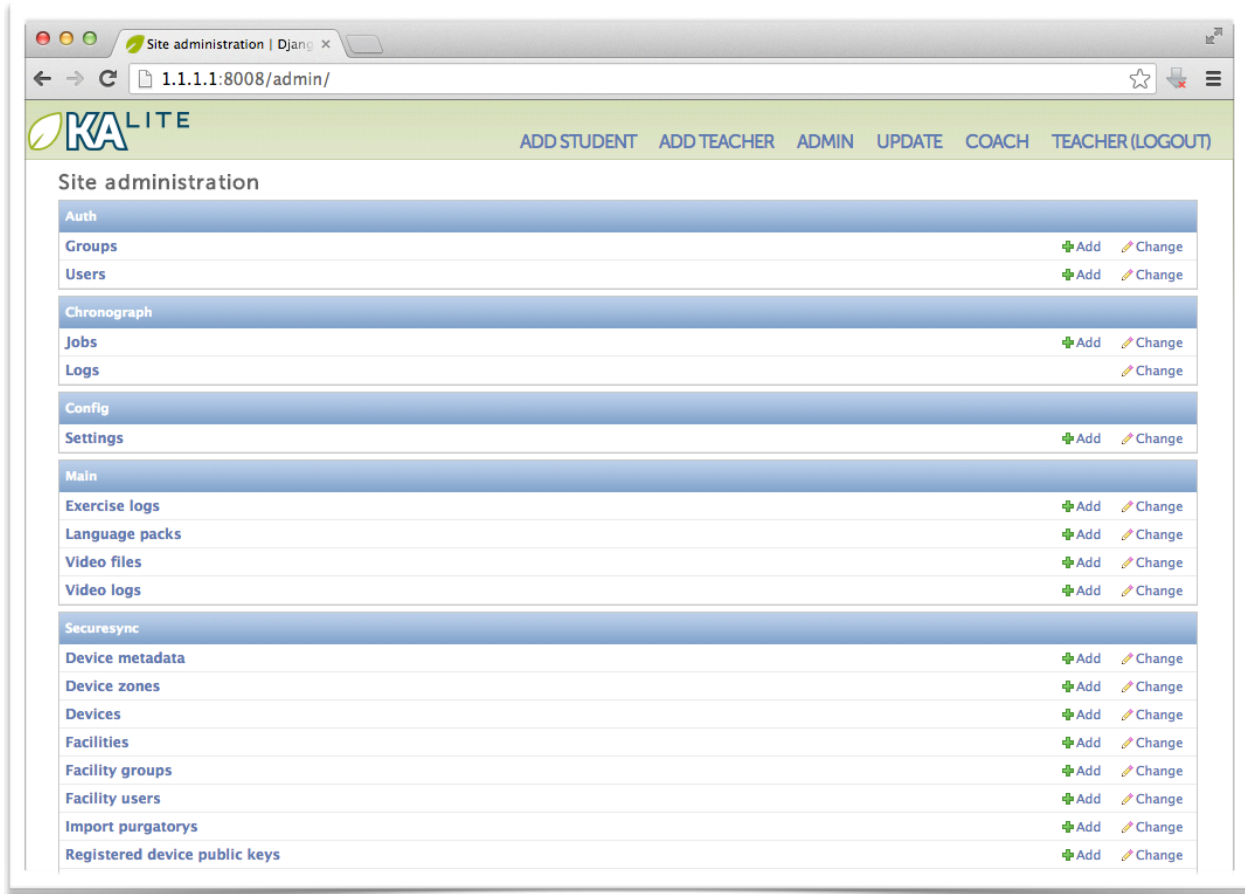 Site administration | Djang
1.1.1.1:8008/admin/
KALITE
ADD STUDENT ADD TEACHER ADMIN UPDATE COACH TEACHER (LOGOUT)
Site administration
Auth
Groups Add Change
Users Add Change
Chronograph
Jobs Add Change
Logs Change
Config
Settings Add Change
Main
Exercise logs Add Change
Language packs Add Change
Video files Add Change
Video logs Add Change
Securesync
Device metadata Add Change
Device zones Add Change
Devices Add Change
Facilities Add Change
Facility groups Add Change
Facility users Add Change
Import purgatorys Add Change
Registered device public keys Add Change